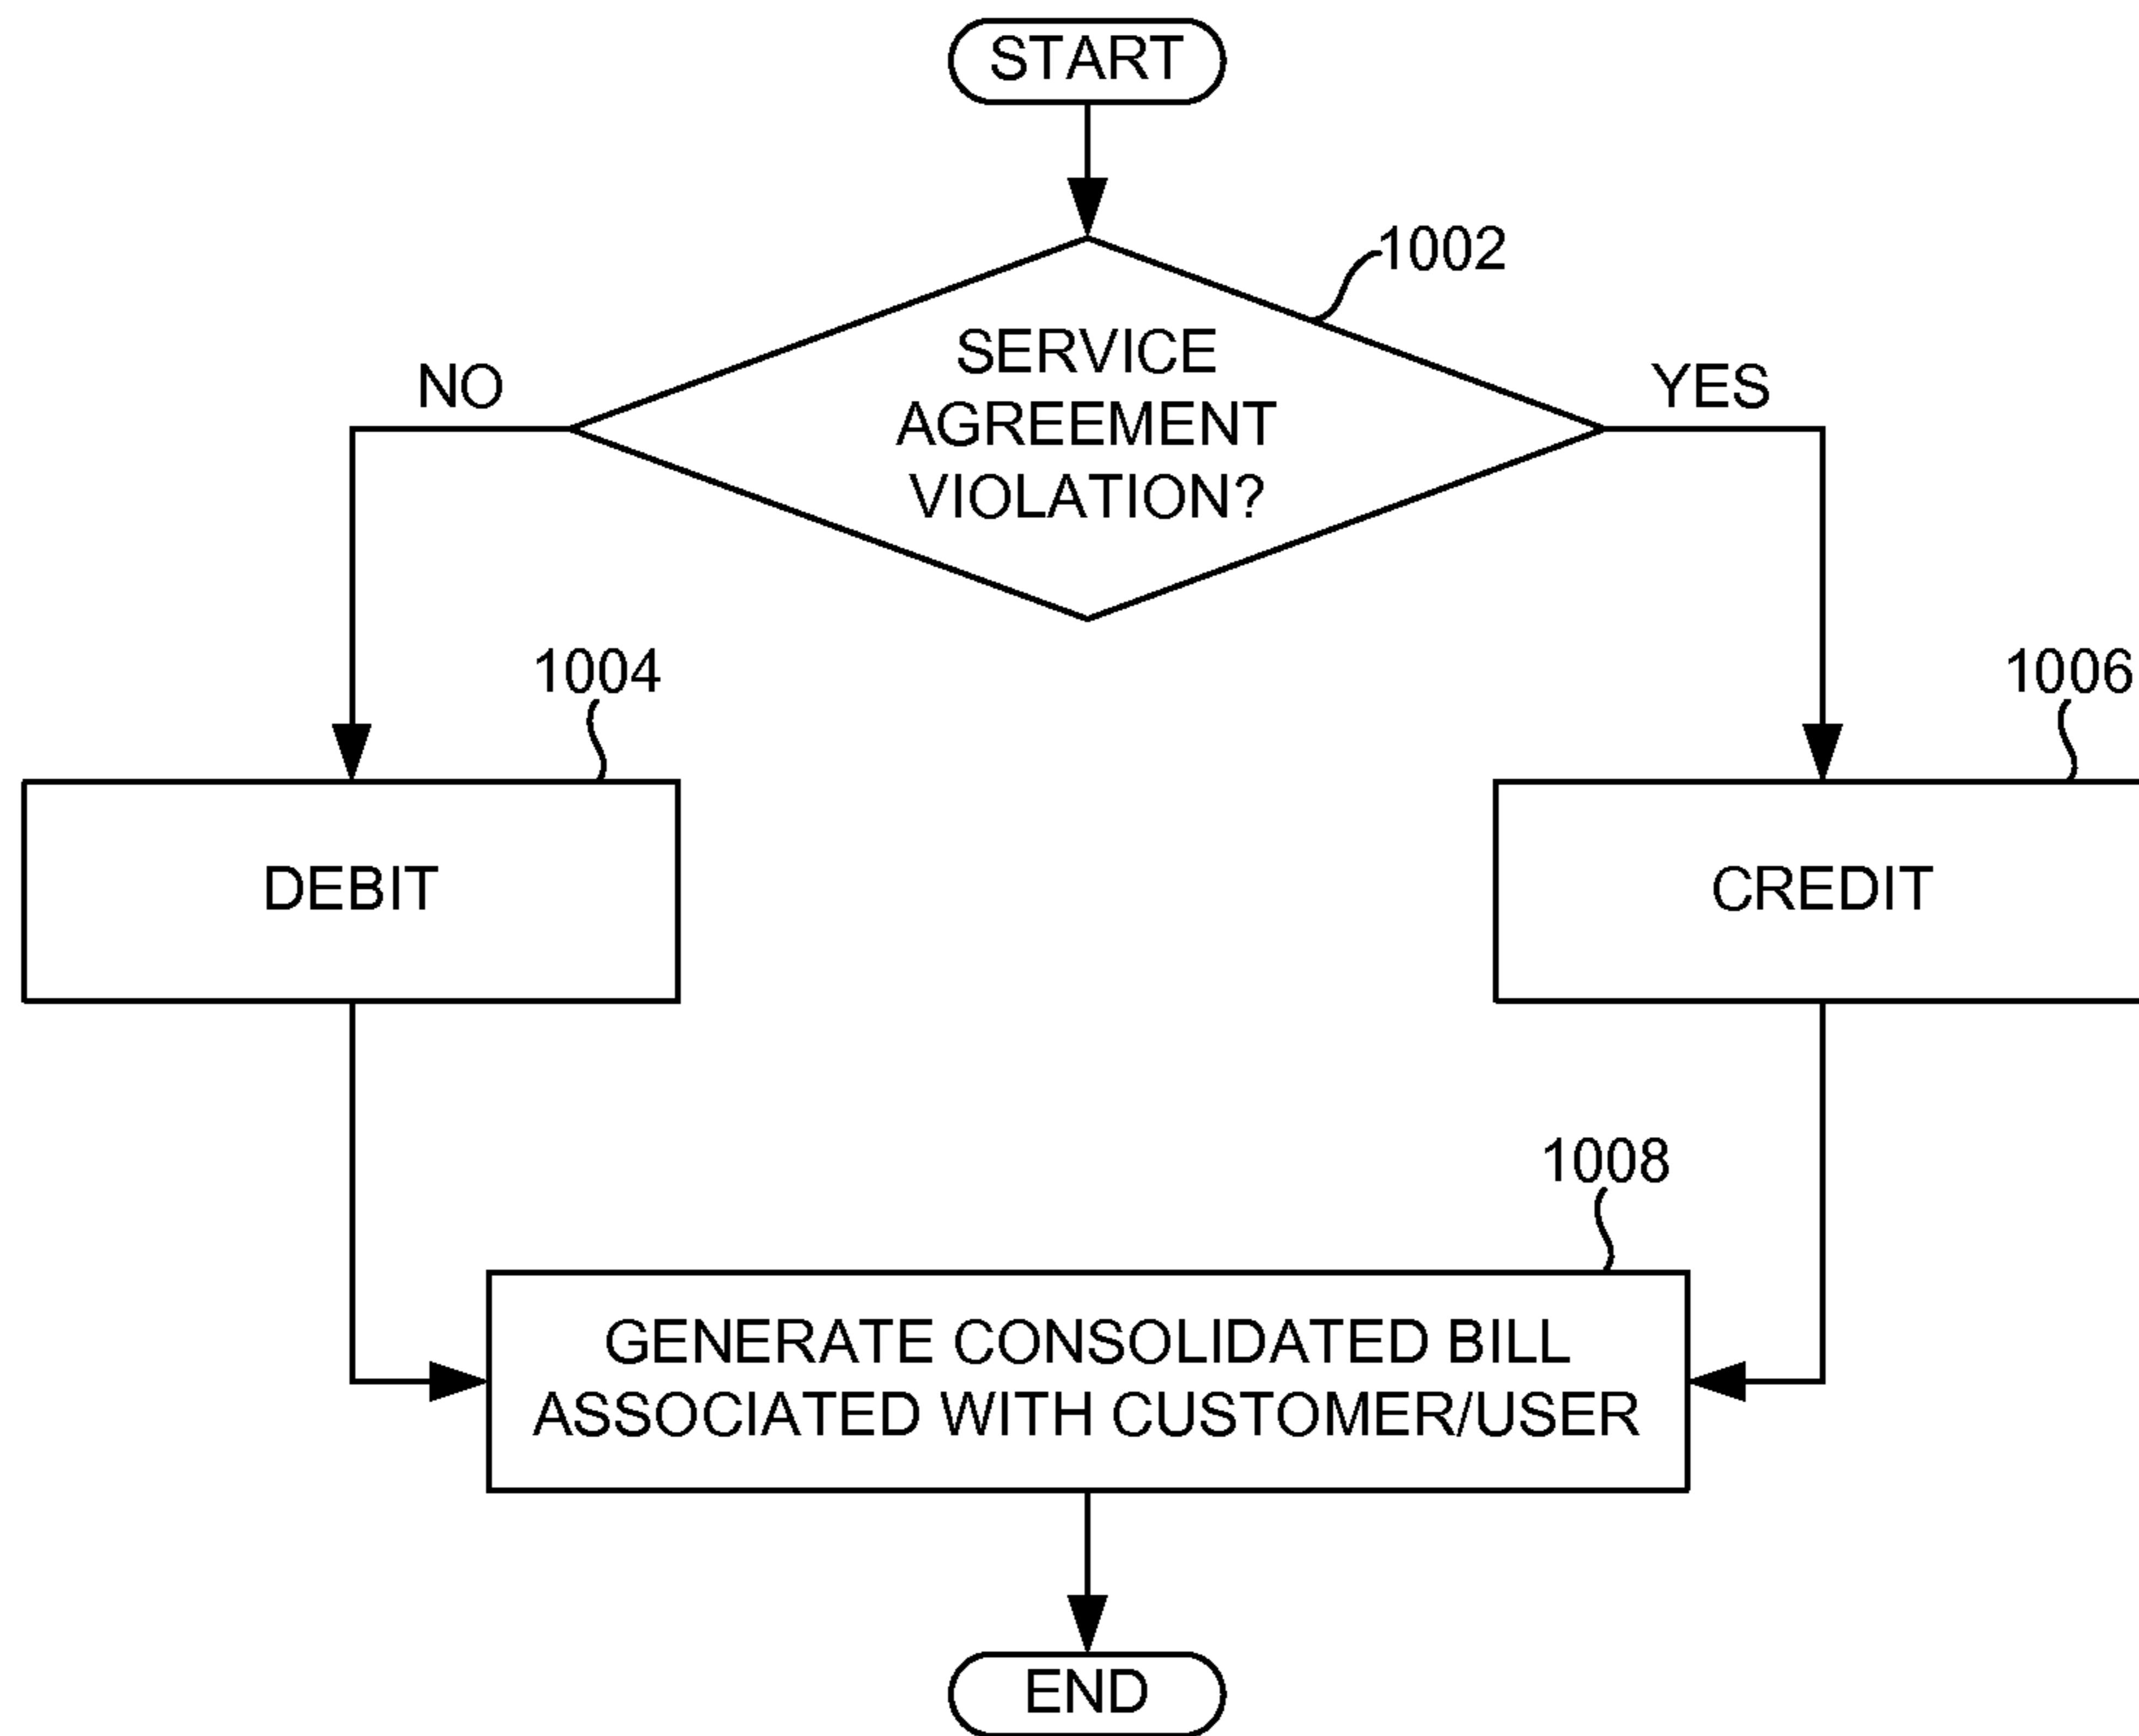 START
1002
SERVICE
AGREEMENT
VIOLATION?
NO
YES
1004
1006
DEBIT
CREDIT
1008
GENERATE CONSOLIDATED BILL
ASSOCIATED WITH CUSTOMER/USER
END